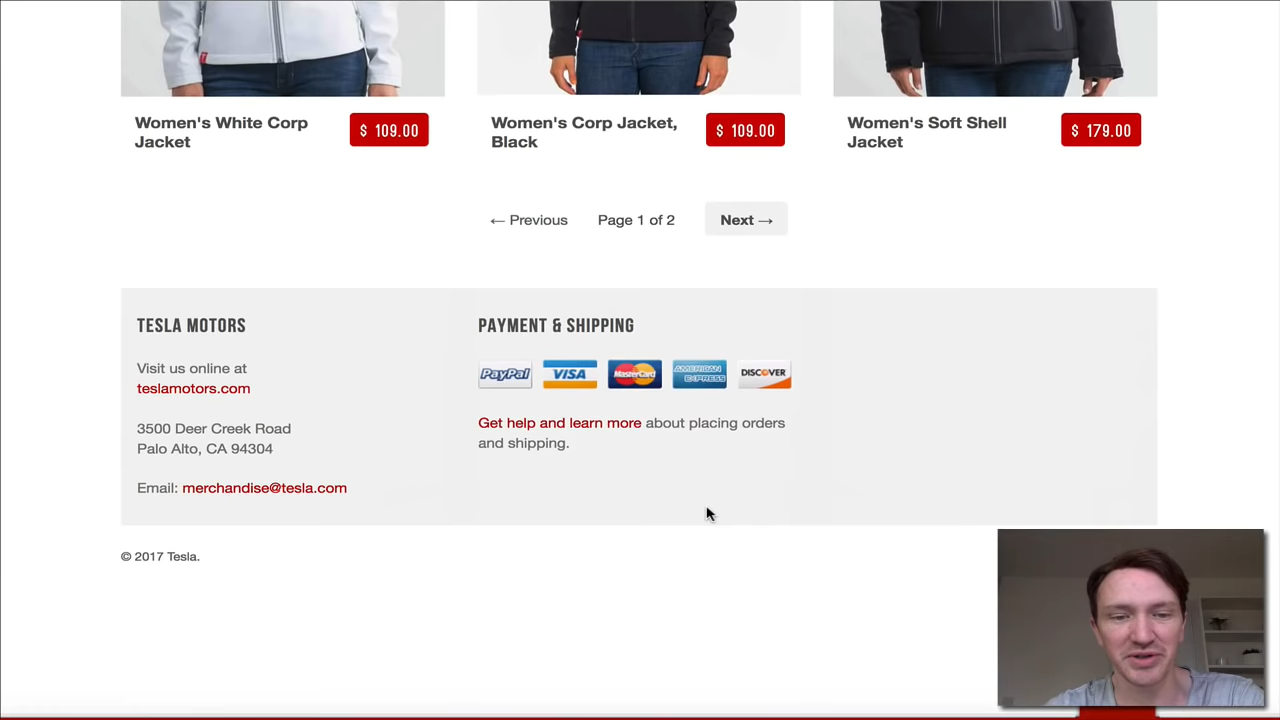 Women's White Corp
Jacket
$ 109.00
Women's Corp Jacket,
Black
$ 109.00
Women's Soft Shell
Jacket
$ 179.00
← Previous
Page 1 of 2
Next →
TESLA MOTORS
Visit us online at
teslamotors.com
3500 Deer Creek Road
Palo Alto, CA 94304
Email: merchandise@tesla.com
PAYMENT & SHIPPING
PayPal
VISA
MasterCard
AMERICAN
EXPRESS
DISCOVER
Get help and learn more about placing orders
and shipping.
© 2017 Tesla.